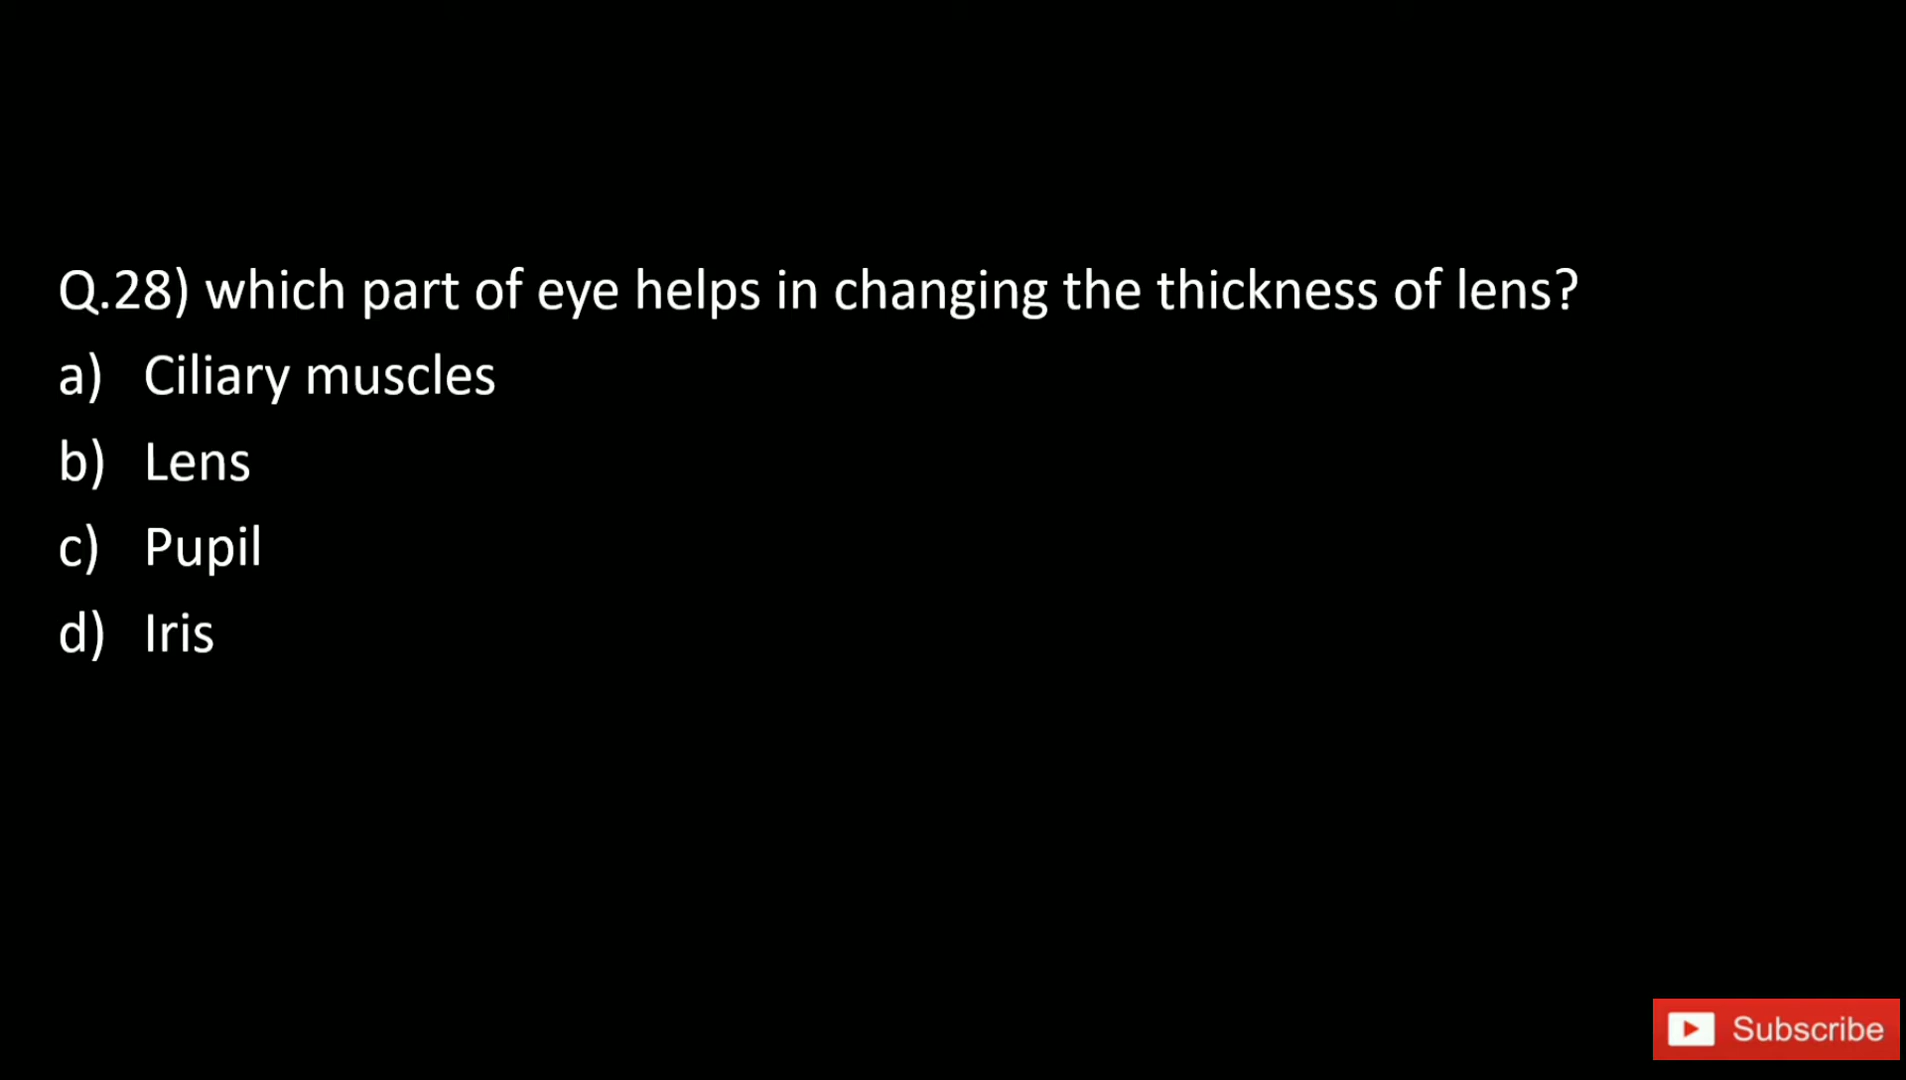 Q.28) which part of eye helps in changing the thickness of lens?
a) Ciliary muscles
b) Lens
c) Pupil
d) Iris
Subscribe